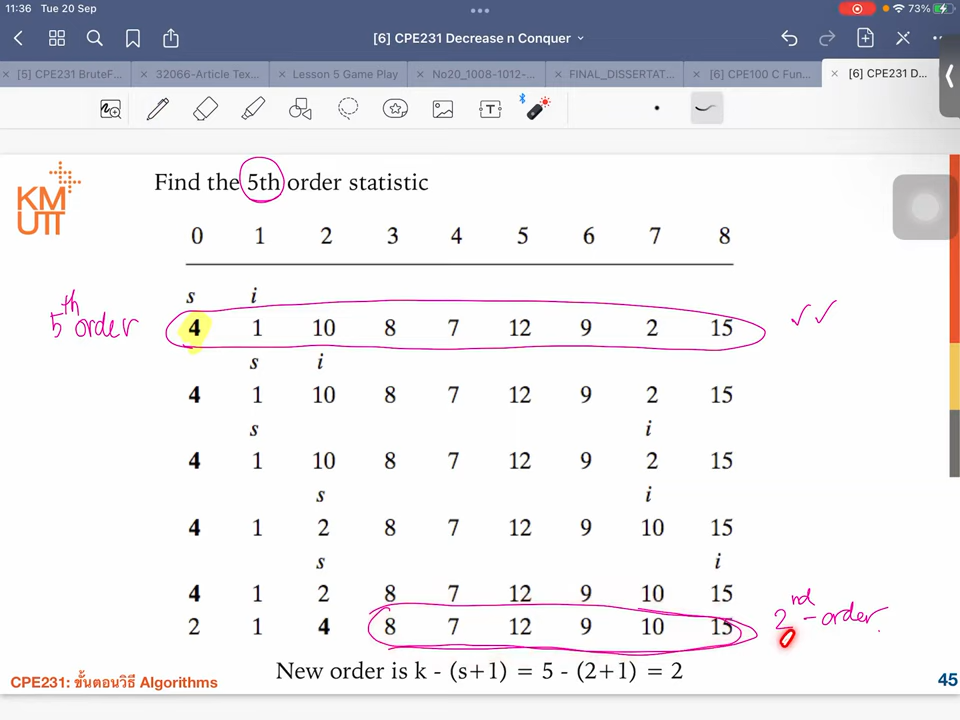 11:36 Tue 20 Sep 73%
[6] CPE231 Decrease n Conquer
[5] CPE231 BruteF... 32066-Article Tex... Lesson 5 Game Play No20_1008-1012-... FINAL_DISSERTAT... [6] CPE100 C Fun... [6] CPE231 D...
KM
UTT
Find the 5th order statistic
0 1 2 3 4 5 6 7 8
s i
5th order 4 1 10 8 7 12 9 2 15 ✓✓
s i
4 1 10 8 7 12 9 2 15
s i
4 1 10 8 7 12 9 2 15
s i
4 1 2 8 7 12 9 10 15
s i
4 1 2 8 7 12 9 10 15
2 1 4 8 7 12 9 10 15 2rd-order.
New order is k - (s+1) = 5 - (2+1) = 2
CPE231: ขั้นตอนวิธี Algorithms 45